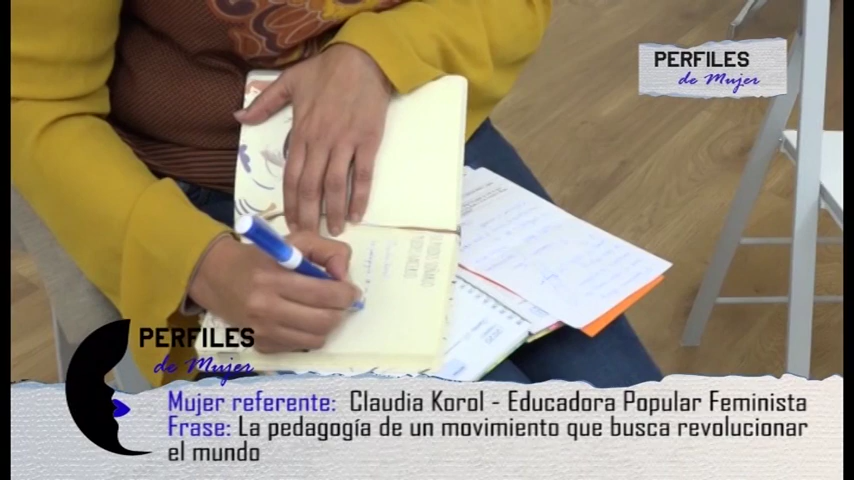 PERFILES
de Mujer
PERFILES
de Mujer
Mujer referente: Claudia Korol - Educadora Popular Feminista
Frase: La pedagogía de un movimiento que busca revolucionar
el mundo